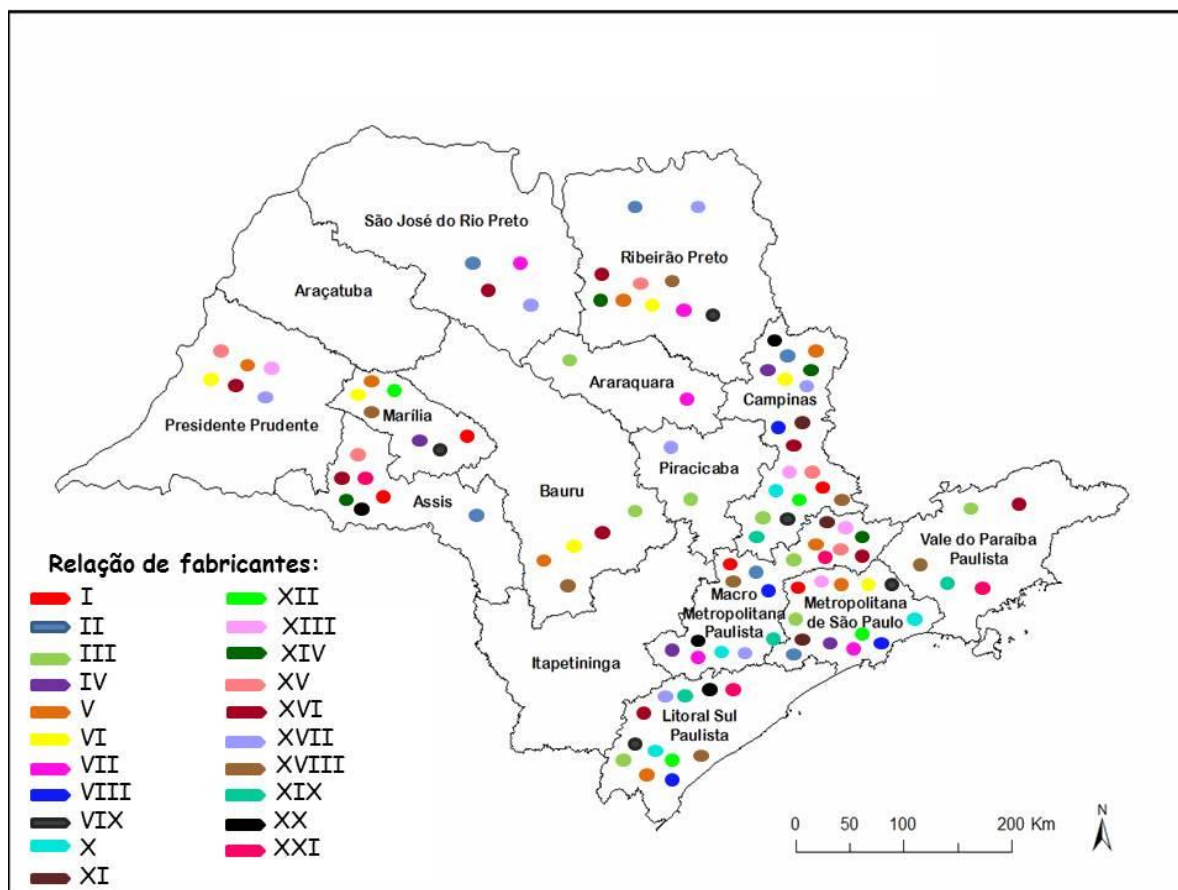 São José do Rio Preto
Ribeirão Preto
Araçatuba
Araraquara
Campinas
Marília
Presidente Prudente
Piracicaba
Bauru
Assis
Vale do Paraíba
Paulista
Macro
Metropolitana
Paulista
Metropolitana
de São Paulo
Itapetininga
Litoral Sul
Paulista
Relação de fabricantes:
I
II
III
IV
V
VI
VII
VIII
VIX
X
XI
XII
XIII
XIV
XV
XVI
XVII
XVIII
XIX
XX
XXI
0 50 100 200 Km
N